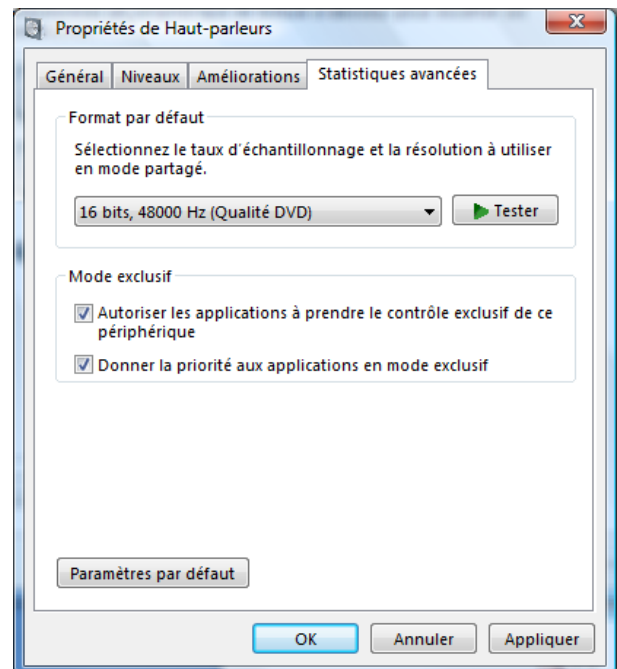 Propriétés de Haut-parleurs
Général Niveaux Améliorations Statistiques avancées
Format par défaut
Sélectionnez le taux d'échantillonnage et la résolution à utiliser
en mode partagé.
16 bits, 48000 Hz (Qualité DVD) Tester
Mode exclusif
Autoriser les applications à prendre le contrôle exclusif de ce
périphérique
Donner la priorité aux applications en mode exclusif
Paramètres par défaut
OK Annuler Appliquer